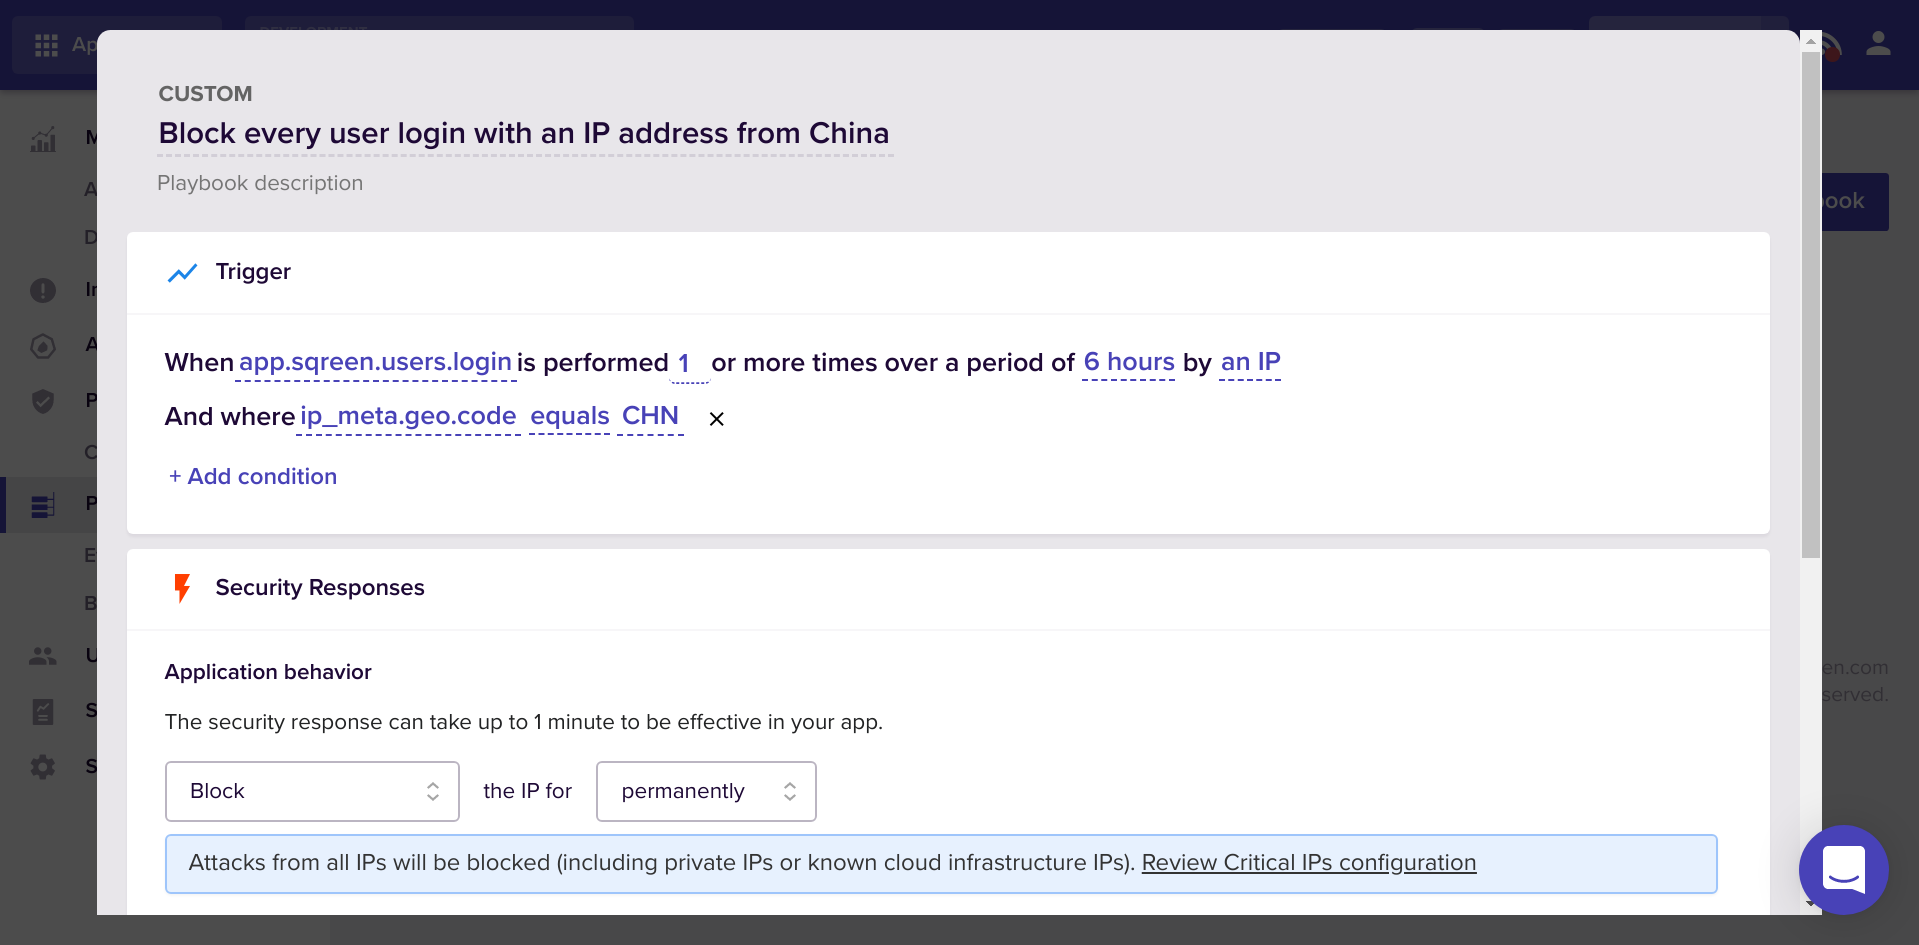 CUSTOM
Block every user login with an IP address from China
Playbook description
Trigger
When app.sqreen.users.login is performed 1 or more times over a period of 6 hours by an IP
And where ip_meta.geo.code equals CHN ×
+ Add condition
Security Responses
Application behavior
The security response can take up to 1 minute to be effective in your app.
Block the IP for permanently
Attacks from all IPs will be blocked (including private IPs or known cloud infrastructure IPs). Review Critical IPs configuration